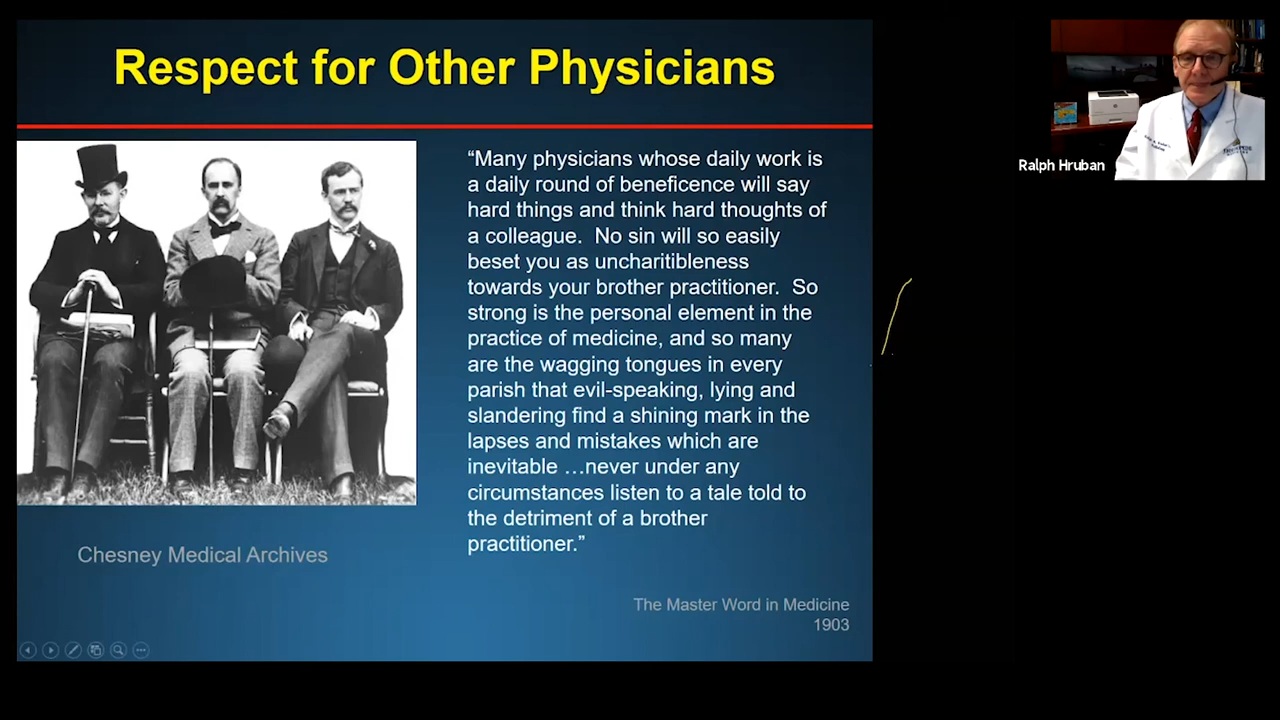 Respect for Other Physicians
“Many physicians whose daily work is
a daily round of beneficence will say
hard things and think hard thoughts of
a colleague. No sin will so easily
beset you as uncharitibleness
towards your brother practitioner. So
strong is the personal element in the
practice of medicine, and so many
are the wagging tongues in every
parish that evil-speaking, lying and
slandering find a shining mark in the
lapses and mistakes which are
inevitable …never under any
circumstances listen to a tale told to
the detriment of a brother
practitioner.”
Chesney Medical Archives
The Master Word in Medicine
1903
Ralph Hruban